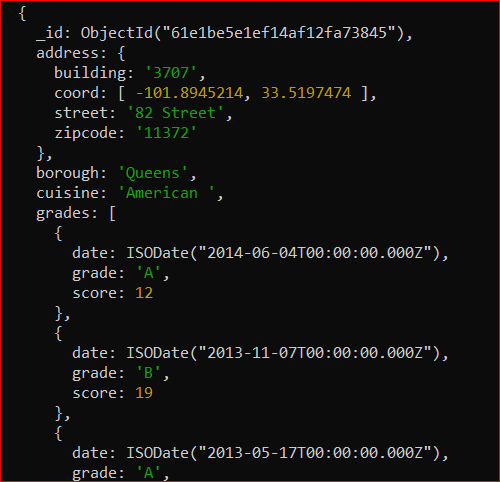 {
_id: ObjectId("61e1be5e1ef14af12fa73845"),
address: {
building: '3707',
coord: [ -101.8945214, 33.5197474 ],
street: '82 Street',
zipcode: '11372'
},
borough: 'Queens',
cuisine: 'American ',
grades: [
{
date: ISODate("2014-06-04T00:00:00.000Z"),
grade: 'A',
score: 12
},
{
date: ISODate("2013-11-07T00:00:00.000Z"),
grade: 'B',
score: 19
},
{
date: ISODate("2013-05-17T00:00:00.000Z"),
grade: 'A',